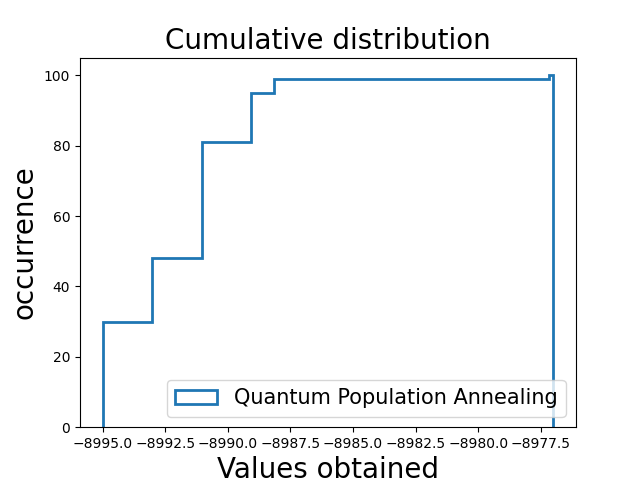 Cumulative distribution
occurrence
100
80
60
40
20
0
Quantum Population Annealing
−8995.0 −8992.5 −8990.0 −8987.5 −8985.0 −8982.5 −8980.0 −8977.5
Values obtained